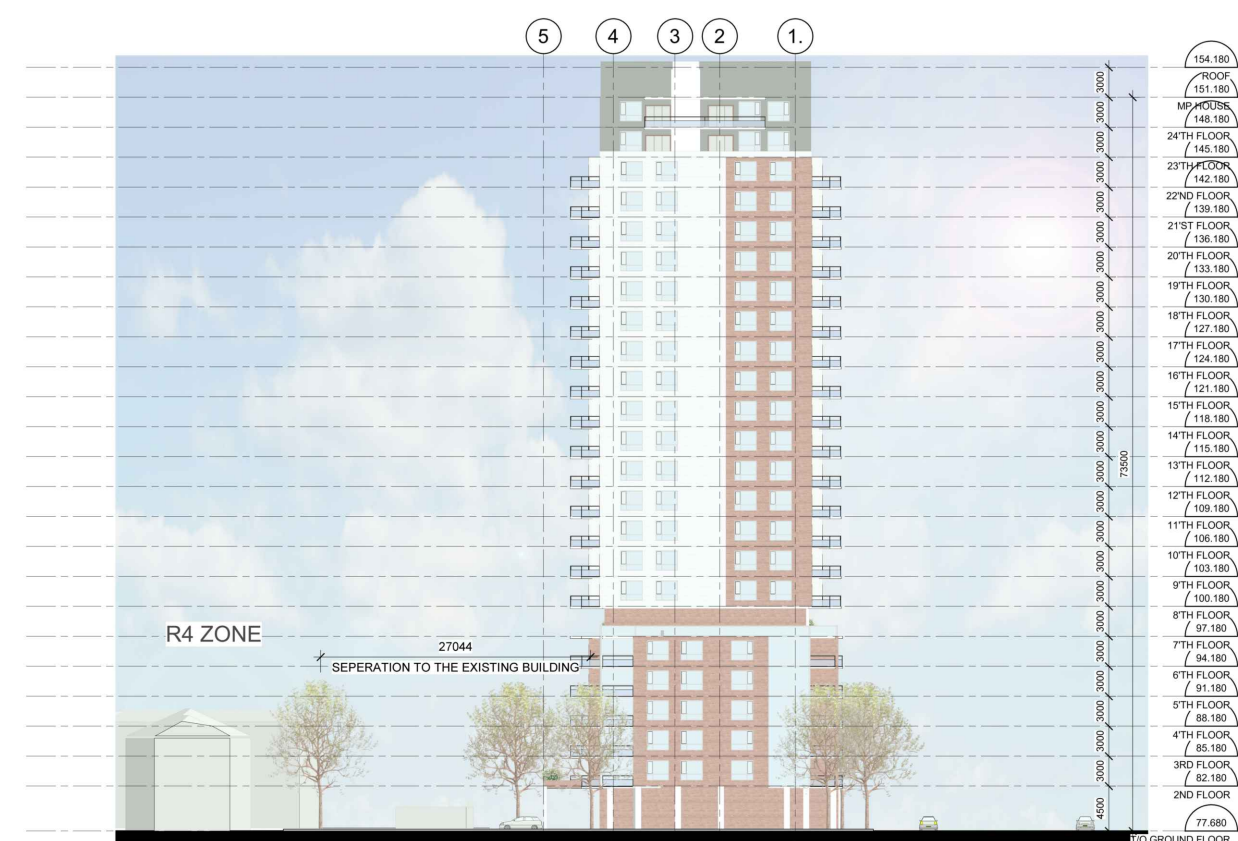 5 4 3 2 1.
154.180
ROOF
3000
151.180
MP HOUSE
3000
148.180
24'TH FLOOR
3000
145.180
23'TH FLOOR
3000
142.180
22'ND FLOOR
3000
139.180
21'ST FLOOR
3000
136.180
20'TH FLOOR
3000
133.180
19'TH FLOOR
3000
130.180
18'TH FLOOR
3000
127.180
17'TH FLOOR
3000
124.180
16'TH FLOOR
3000
121.180
15'TH FLOOR
3000
118.180
14'TH FLOOR
3000
115.180
13'TH FLOOR
3000
73500
112.180
12'TH FLOOR
3000
109.180
11'TH FLOOR
3000
106.180
10'TH FLOOR
3000
103.180
9'TH FLOOR
3000
100.180
8'TH FLOOR
3000
97.180
7'TH FLOOR
3000
94.180
6'TH FLOOR
3000
91.180
5'TH FLOOR
3000
88.180
4'TH FLOOR
3000
85.180
3RD FLOOR
3000
82.180
2ND FLOOR
4500
77.680
T/O GROUND FLOOR
R4 ZONE
27044
SEPERATION TO THE EXISTING BUILDING